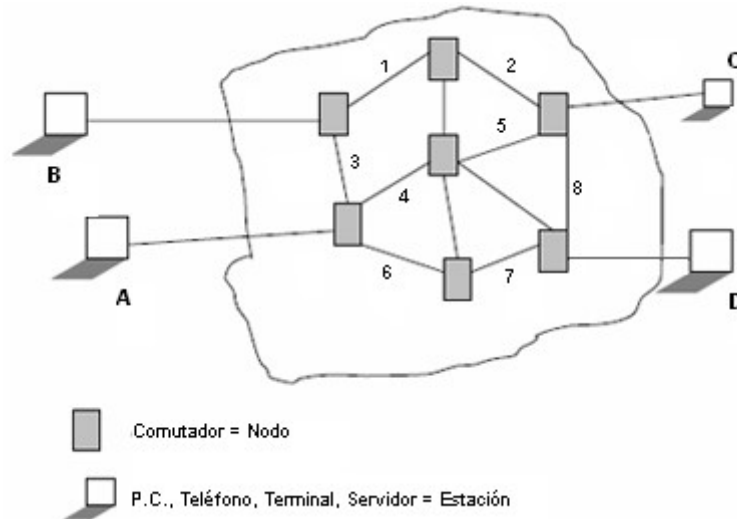 1
2
C
B
3
5
4
8
A
6
7
D
Comutador = Nodo
P.C., Teléfono, Terminal, Servidor = Estación